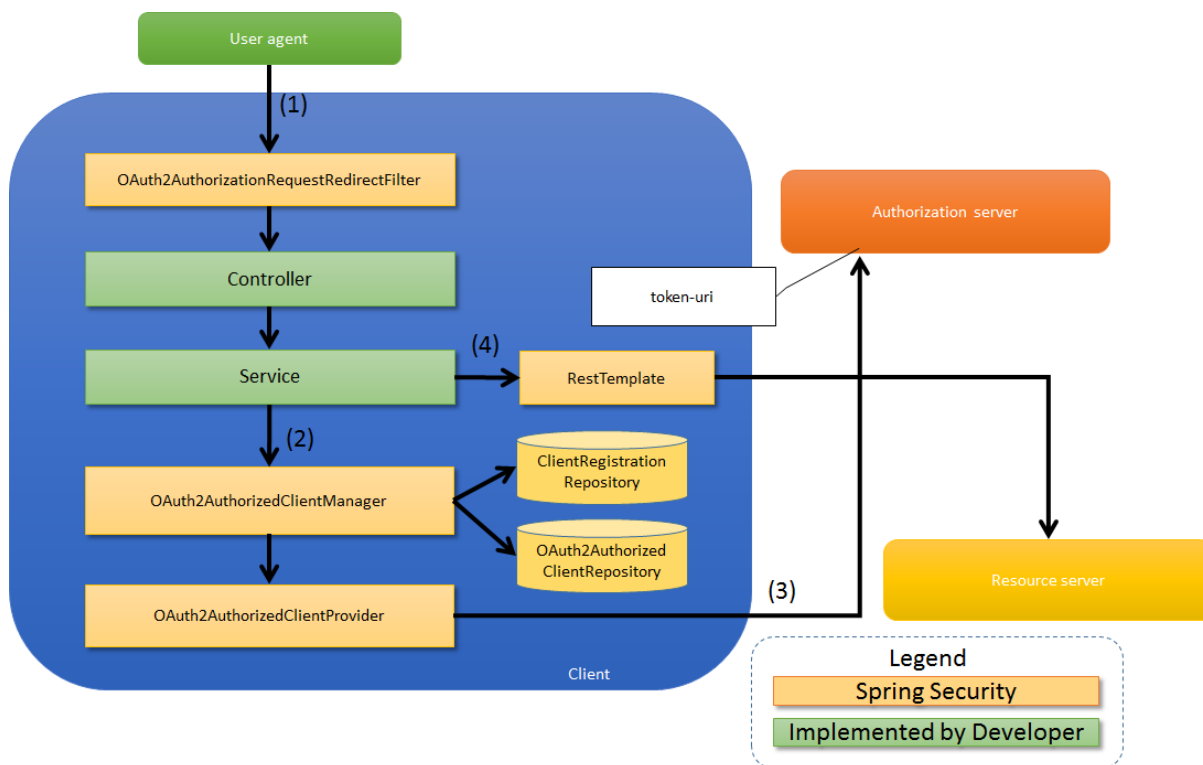 User agent
(1)
OAuth2AuthorizationRequestRedirectFilter
Authorization server
Controller
token-uri
Service
(4)
RestTemplate
(2)
ClientRegistration
Repository
OAuth2AuthorizedClientManager
OAuth2Authorized
ClientRepository
OAuth2AuthorizedClientProvider
(3)
Resource server
Client
Legend
Spring Security
Implemented by Developer